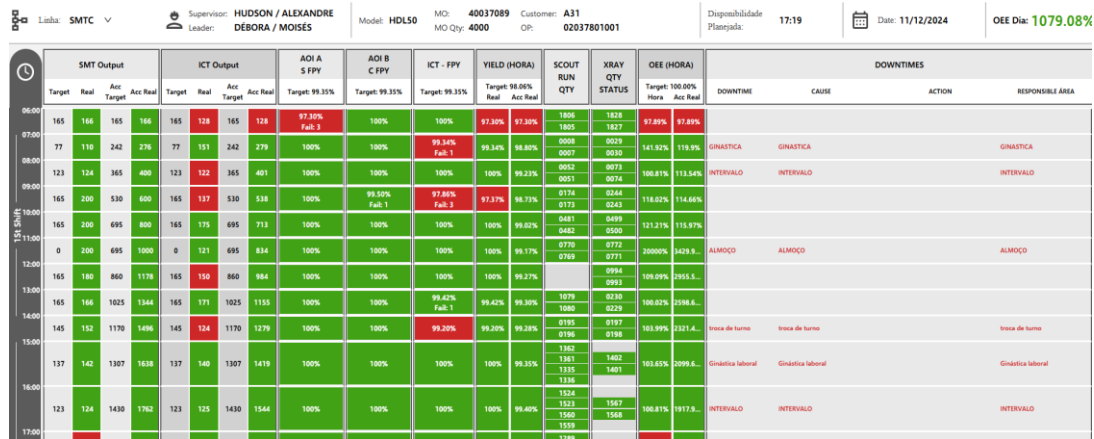 Linha: SMTC
Supervisor: HUDSON / ALEXANDRE
Leader: DÉBORA / MOISÉS
Model: HDL50
MO: 40037089 Customer: A31
MO Qty: 4000 OP: 02037801001
Disponibilidade Planejada: 17:19
Date: 11/12/2024
OEE Dia: 1079.08%
SMT Output ICT Output AOI A S FPY AOI B C FPY ICT - FPY YIELD (HORA) SCOUT RUN QTY XRAY QTY STATUS OEE (HORA) DOWNTIMES
Target Real Acc Target Acc Real Target Real Acc Target Acc Real Target: 99.35% Target: 99.35% Target: 99.35% Target: 98.06% Real Acc Real Target: 100.00% Hora Acc Real DOWNTIME CAUSE ACTION RESPONSIBLE ÁREA
1St Shift
06:00
165 166 165 166 165 128 165 128 97.30% Fail: 3 100% 100% 97.30% 97.30% 1806 1805 1828 1827 97.89% 97.89%
07:00
77 110 242 276 77 151 242 279 100% 100% 99.34% Fail: 1 99.34% 98.80% 0008 0007 0029 0030 141.92% 119.9% GINASTICA GINASTICA GINASTICA
08:00
123 124 365 400 123 122 365 401 100% 100% 100% 100% 99.23% 0052 0051 0073 0074 100.81% 113.54% INTERVALO INTERVALO INTERVALO
09:00
165 200 530 600 165 137 530 538 100% 99.50% Fail: 1 97.86% Fail: 3 97.37% 98.73% 0174 0173 0244 0243 118.02% 114.66%
10:00
165 200 695 800 165 175 695 713 100% 100% 100% 100% 99.02% 0481 0482 0499 0500 121.21% 115.97%
11:00
0 200 695 1000 0 121 695 834 100% 100% 100% 100% 99.17% 0770 0769 0772 0771 20000% 3429.9... ALMOÇO ALMOÇO ALMOÇO
12:00
165 180 860 1178 165 150 860 984 100% 100% 100% 100% 99.27% 0994 0993 109.09% 2955.5...
13:00
165 166 1025 1344 165 171 1025 1155 100% 100% 99.42% Fail: 1 99.42% 99.30% 1079 1080 0230 0229 100.02% 2598.6...
14:00
145 152 1170 1496 145 124 1170 1279 100% 100% 99.20% 99.20% 99.28% 0195 0196 0197 0198 103.99% 2321.4... troca de turno troca de turno troca de turno
15:00
137 142 1307 1638 137 140 1307 1419 100% 100% 100% 100% 99.35% 1362 1361 1335 1336 1402 1401 103.65% 2099.6... Ginástica laboral Ginástica laboral Ginástica laboral
16:00
123 124 1430 1762 123 125 1430 1544 100% 100% 100% 100% 99.40% 1524 1523 1560 1559 1567 1568 100.81% 1917.9... INTERVALO INTERVALO INTERVALO
17:00